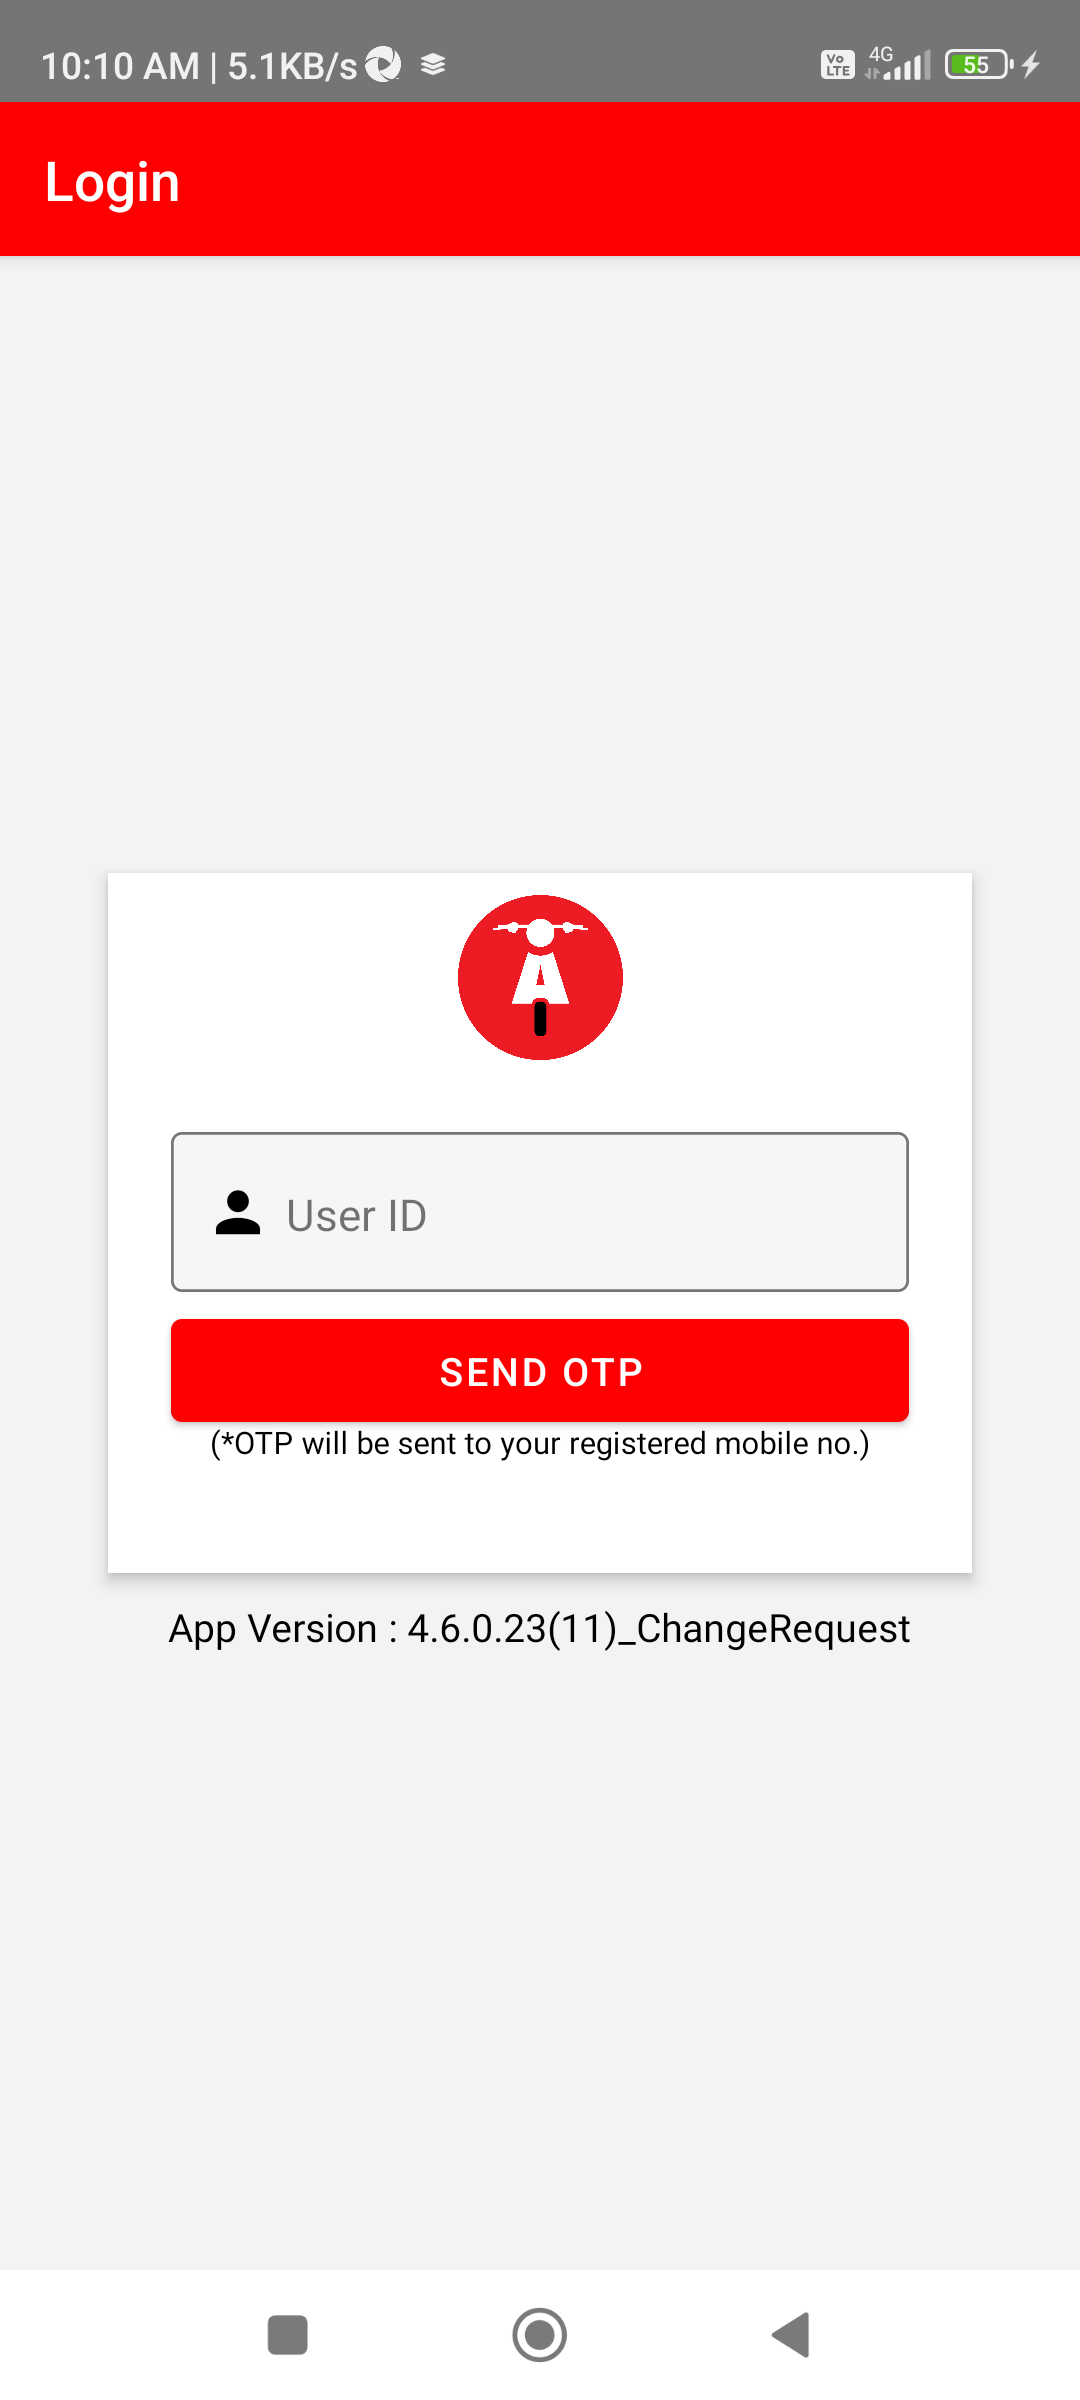 10:10 AM | 5.1KB/s
Vo LTE 4G 55
Login
A
User ID
SEND OTP
(*OTP will be sent to your registered mobile no.)
App Version : 4.6.0.23(11)_ChangeRequest